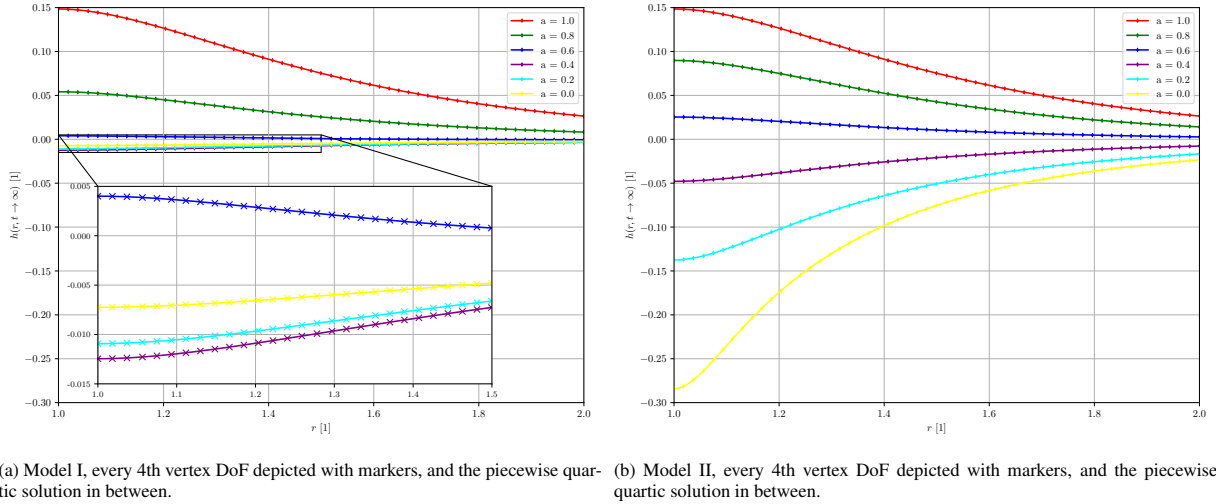 0.15
0.10
0.05
0.00
−0.05
−0.10
−0.15
−0.20
−0.25
−0.30
h(r, t → ∞) [1]
a = 1.0
a = 0.8
a = 0.6
a = 0.4
a = 0.2
a = 0.0
0.005
0.000
−0.005
−0.010
−0.015
1.0 1.1 1.2 1.3 1.4 1.5
1.0 1.2 1.4 1.6 1.8 2.0
r [1]
0.15
0.10
0.05
0.00
−0.05
−0.10
−0.15
−0.20
−0.25
−0.30
h(r, t → ∞) [1]
a = 1.0
a = 0.8
a = 0.6
a = 0.4
a = 0.2
a = 0.0
1.0 1.2 1.4 1.6 1.8 2.0
r [1]
(a) Model I, every 4th vertex DoF depicted with markers, and the piecewise quar-
tic solution in between.
(b) Model II, every 4th vertex DoF depicted with markers, and the piecewise
quartic solution in between.